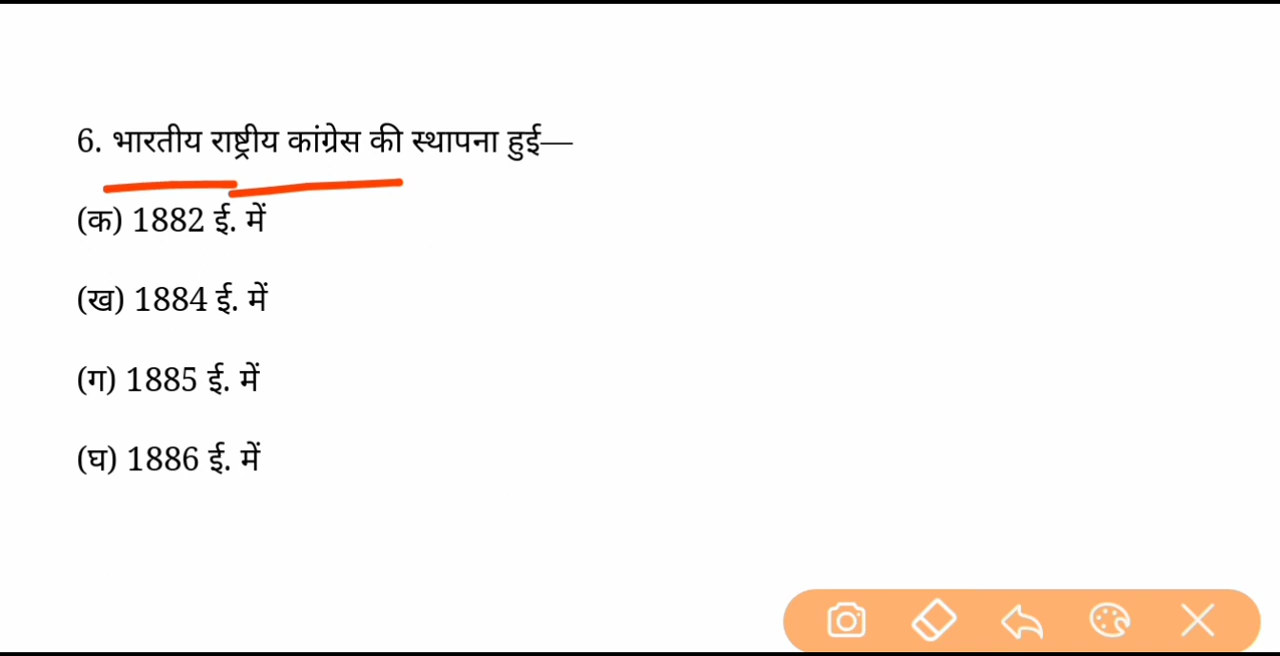 6. भारतीय राष्ट्रीय कांग्रेस की स्थापना हुई—
(क) 1882 ई. में
(ख) 1884 ई. में
(ग) 1885 ई. में
(घ) 1886 ई. में